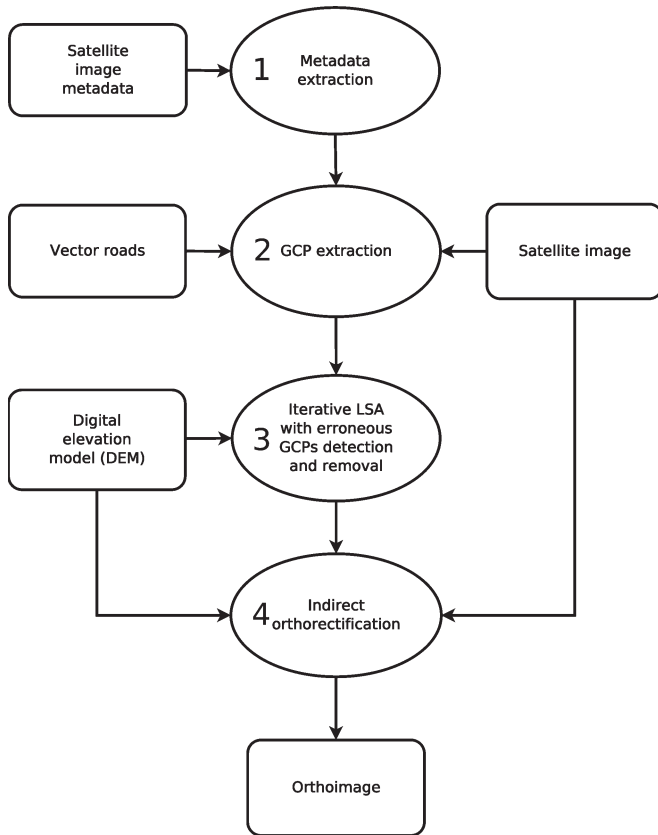 Satellite
image
metadata
1
Metadata
extraction
Vector roads
2
GCP extraction
Satellite image
Digital
elevation
model (DEM)
3
Iterative LSA
with erroneous
GCPs detection
and removal
4
Indirect
orthorectification
Orthoimage